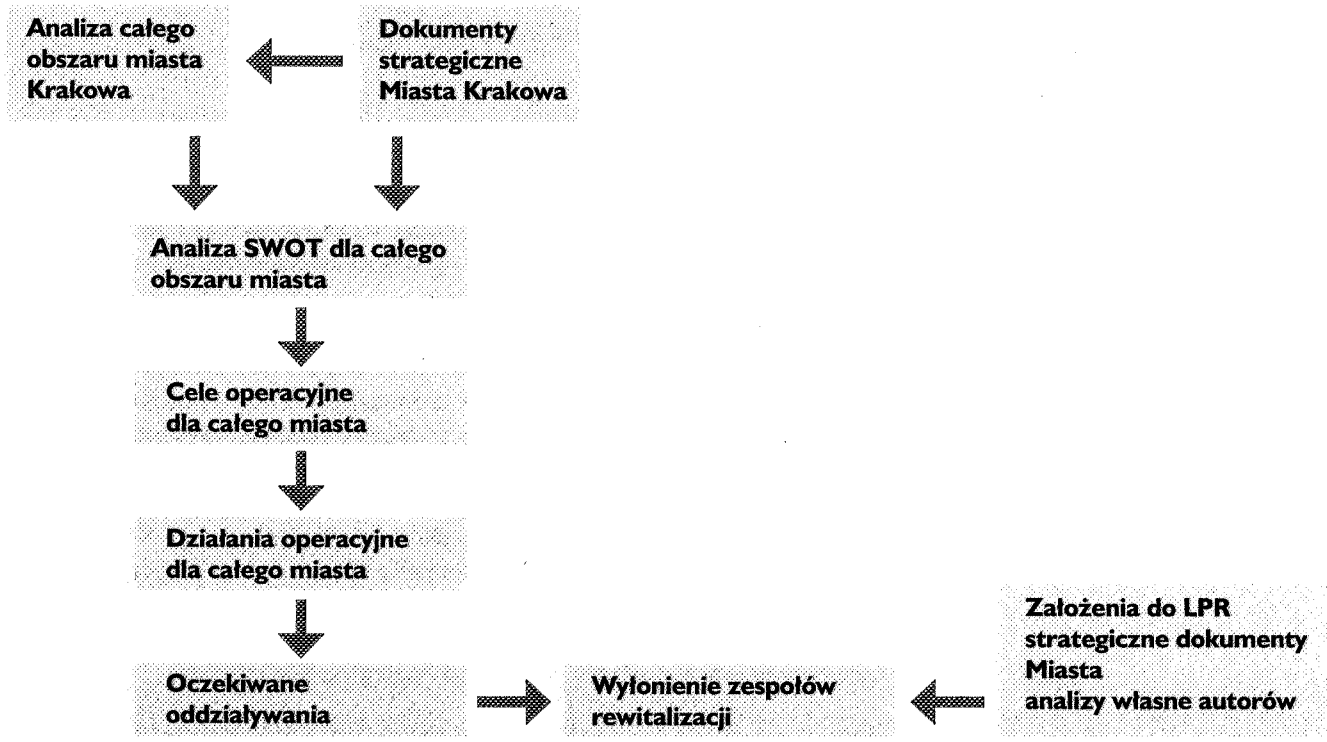 Analiza całego
obszaru miasta
Krakowa
Dokumenty
strategiczne
Miasta Krakowa
Analiza SWOT dla całego
obszaru miasta
Cele operacyjne
dla całego miasta
Działania operacyjne
dla całego miasta
Oczekiwane
oddziaływania
Wyłonienie zespołów
rewitalizacji
Założenia do LPR
strategiczne dokumenty
Miasta
analizy własne autorów